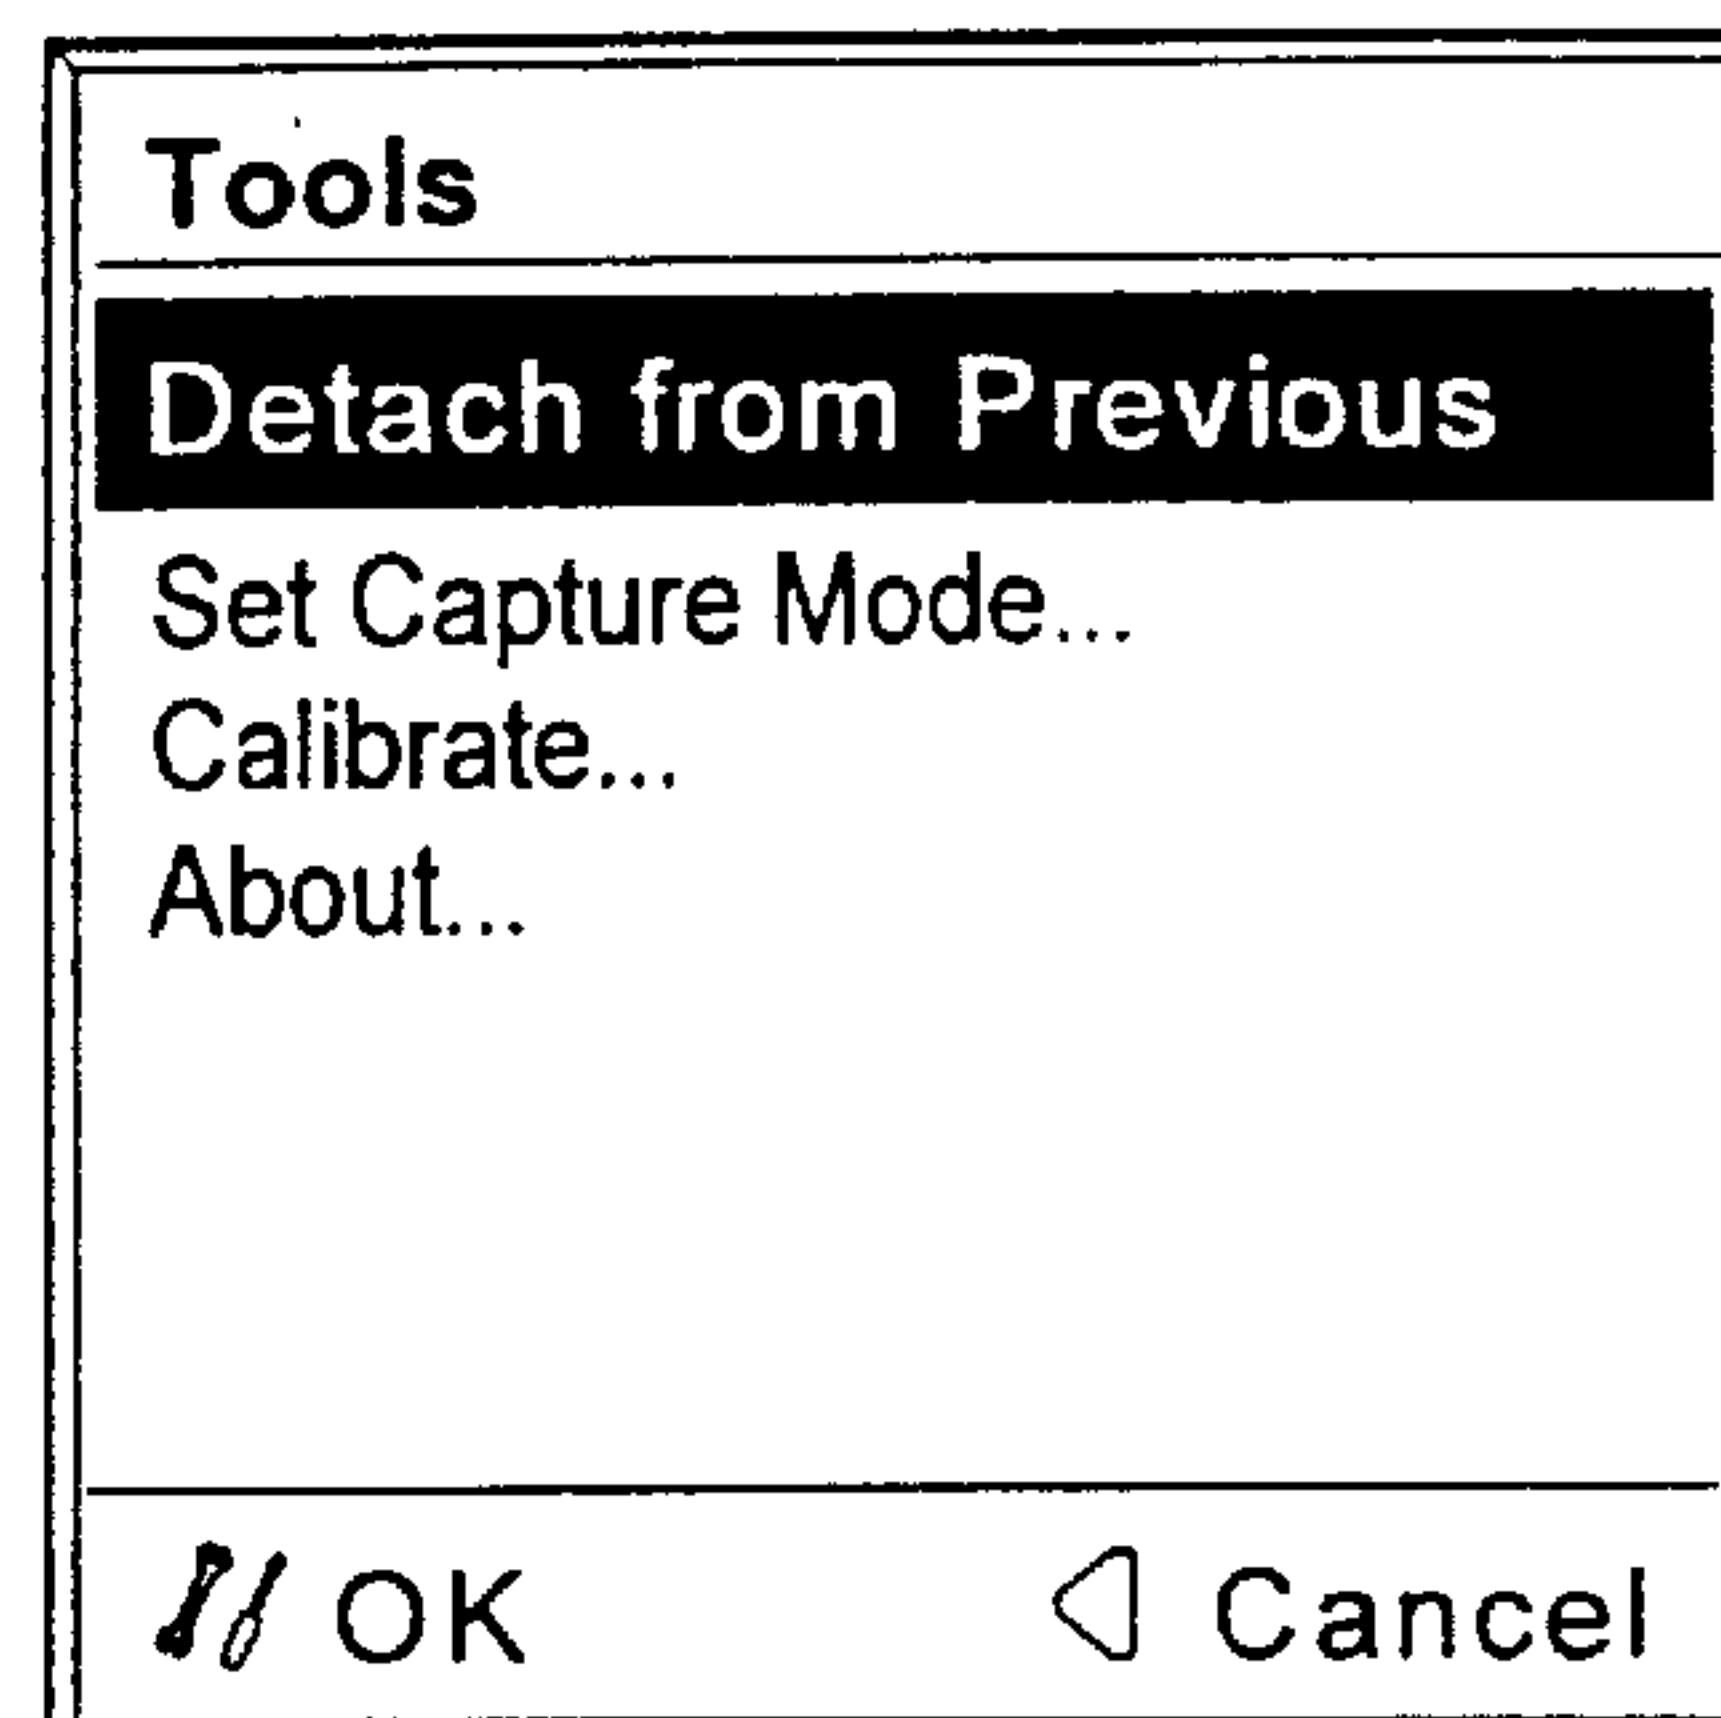 Tools
Detach from Previous
Set Capture Mode...
Calibrate...
About...
OK
Cancel